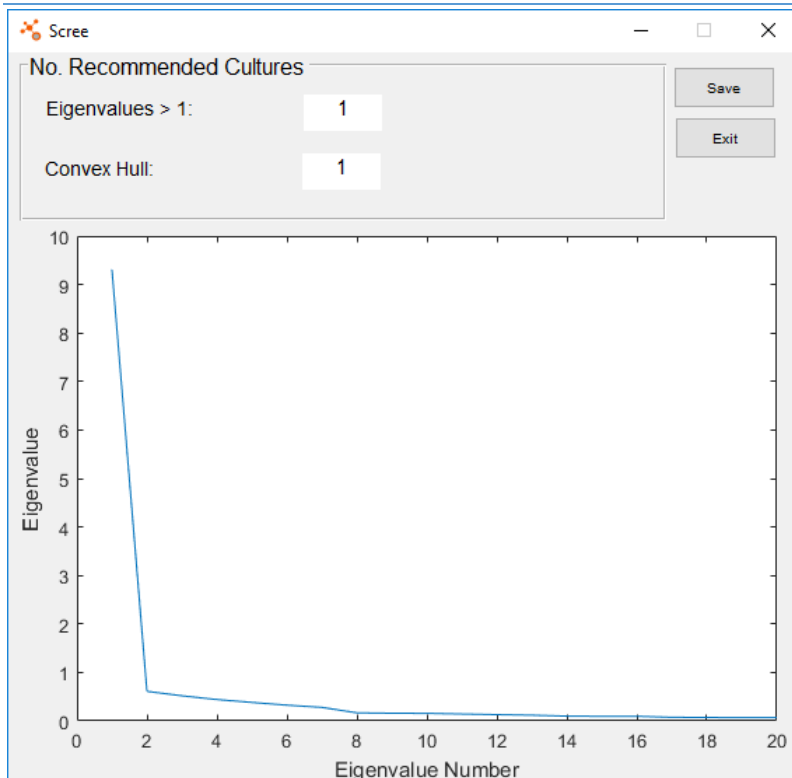 Scree
No. Recommended Cultures
Eigenvalues > 1: 1
Convex Hull: 1
Save
Exit
10
9
8
7
6
5
4
3
2
1
0
Eigenvalue
0 2 4 6 8 10 12 14 16 18 20
Eigenvalue Number